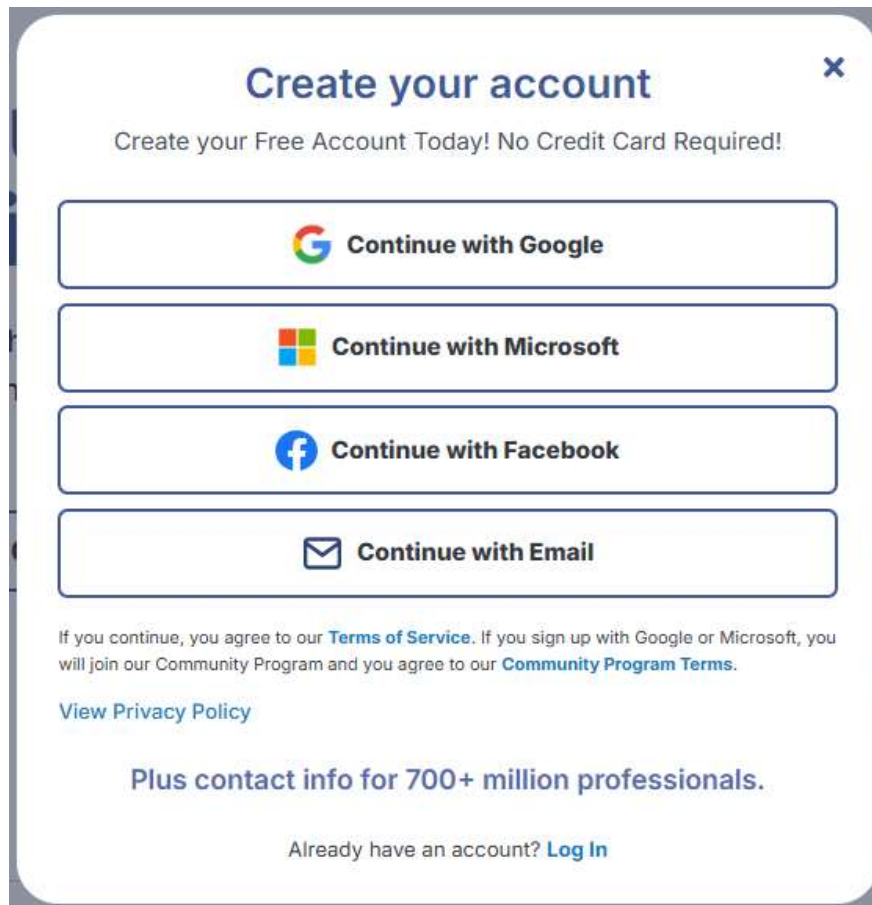 Create your account
Create your Free Account Today! No Credit Card Required!
Continue with Google
Continue with Microsoft
Continue with Facebook
Continue with Email
If you continue, you agree to our Terms of Service. If you sign up with Google or Microsoft, you
will join our Community Program and you agree to our Community Program Terms.
View Privacy Policy
Plus contact info for 700+ million professionals.
Already have an account? Log In